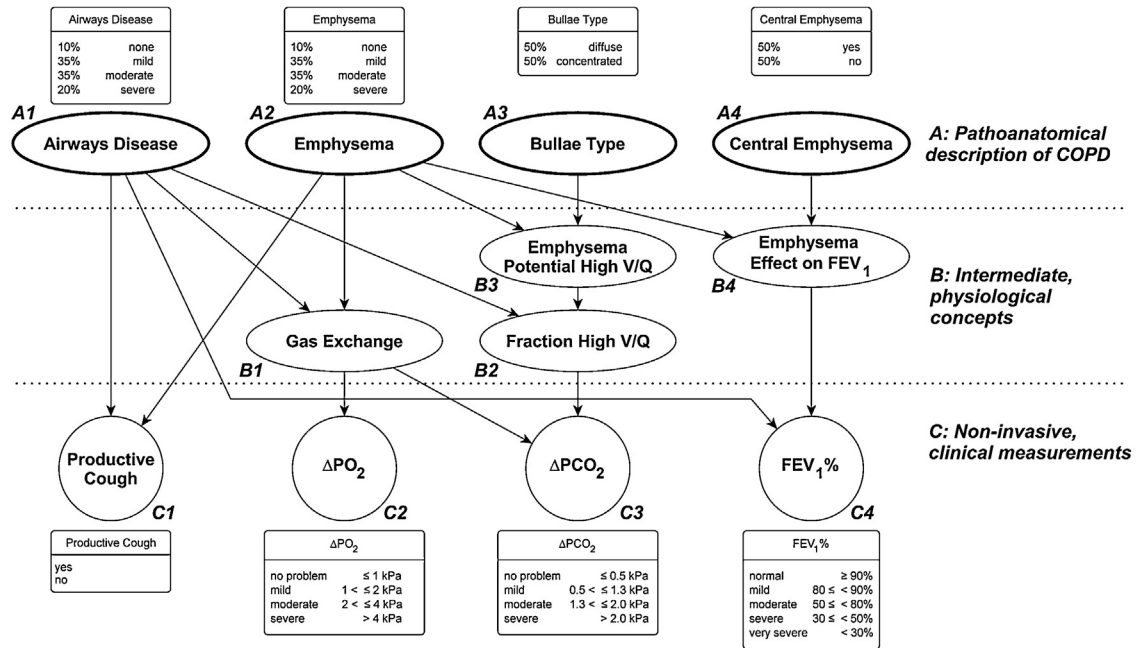 Airways Disease
10% none
35% mild
35% moderate
20% severe
Emphysema
10% none
35% mild
35% moderate
20% severe
Bullae Type
50% diffuse
50% concentrated
Central Emphysema
50% yes
50% no
A1
Airways Disease
A2
Emphysema
A3
Bullae Type
A4
Central Emphysema
A: Pathoanatomical
description of COPD
Emphysema
Potential High V/Q
B3
Emphysema
Effect on FEV₁
B4
B: Intermediate,
physiological
concepts
Gas Exchange
B1
Fraction High V/Q
B2
Productive
Cough
C1
ΔPO₂
C2
ΔPCO₂
C3
FEV₁%
C4
C: Non-invasive,
clinical measurements
Productive Cough
yes
no
ΔPO₂
no problem ≤ 1 kPa
mild 1 < ≤ 2 kPa
moderate 2 < ≤ 4 kPa
severe > 4 kPa
ΔPCO₂
no problem ≤ 0.5 kPa
mild 0.5 < ≤ 1.3 kPa
moderate 1.3 < ≤ 2.0 kPa
severe > 2.0 kPa
FEV₁%
normal ≥ 90%
mild 80 ≤ < 90%
moderate 50 ≤ < 80%
severe 30 ≤ < 50%
very severe < 30%